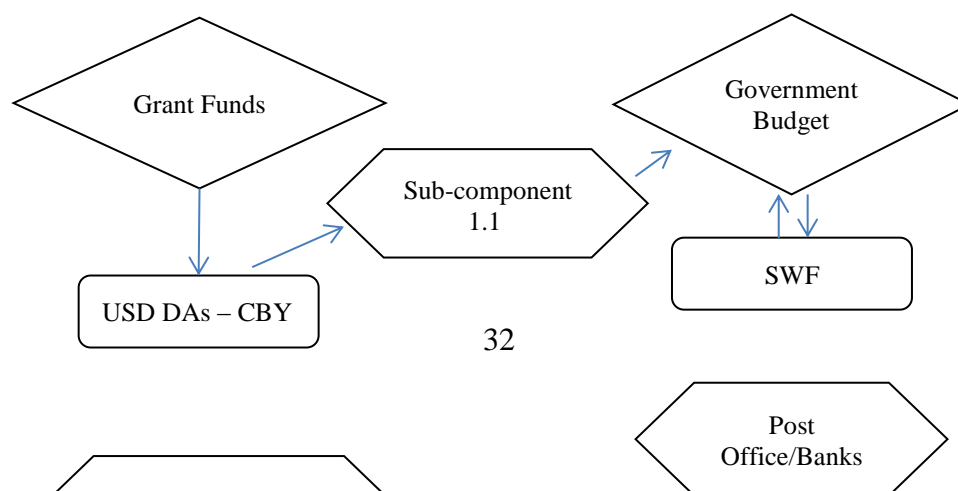 Grant Funds
Government
Budget
Sub-component
1.1
USD DAs – CBY
SWF
32
Post
Office/Banks